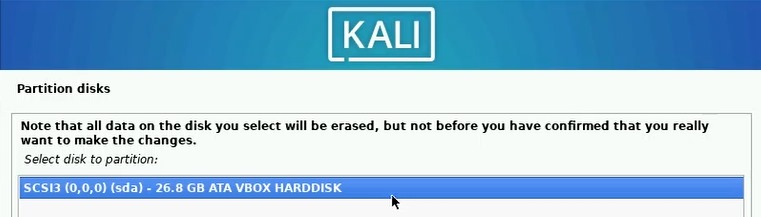 KALI
Partition disks
Note that all data on the disk you select will be erased, but not before you have confirmed that you really
want to make the changes.
Select disk to partition:
SCSI3 (0,0,0) (sda) - 26.8 GB ATA VBOX HARDDISK